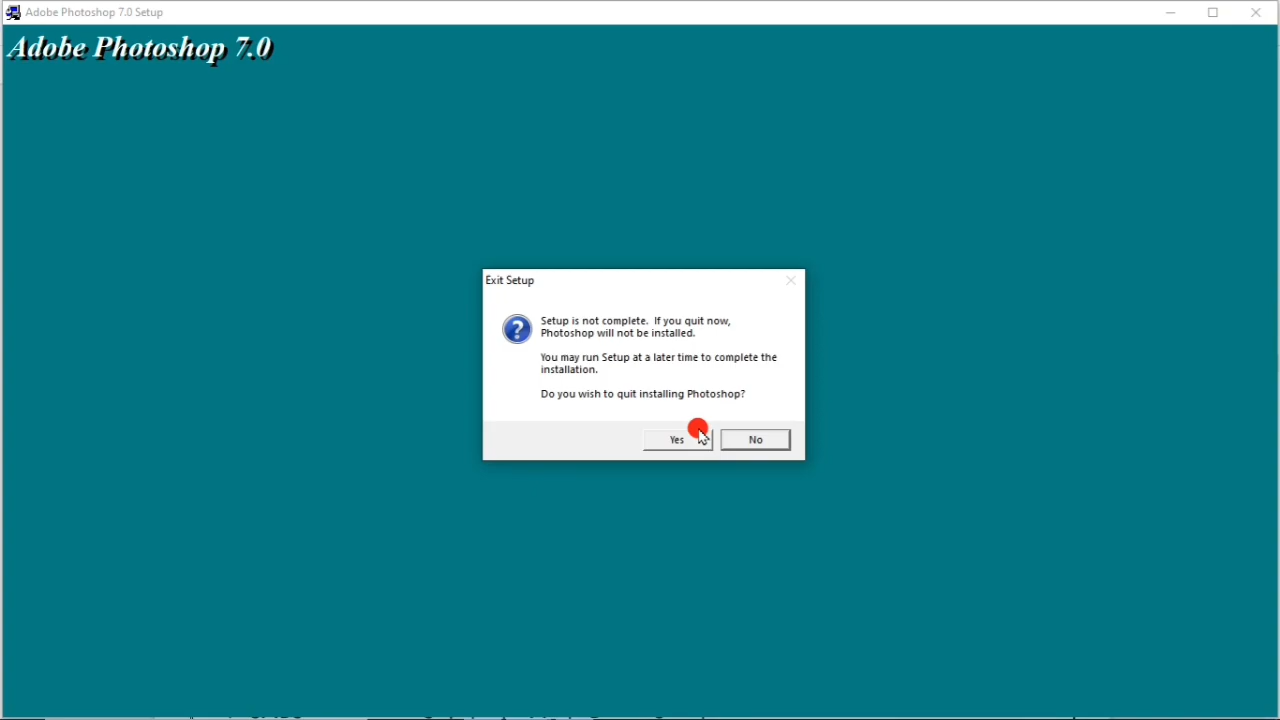 Adobe Photoshop 7.0 Setup
Adobe Photoshop 7.0
Exit Setup
Setup is not complete. If you quit now,
Photoshop will not be installed.
You may run Setup at a later time to complete the
installation.
Do you wish to quit installing Photoshop?
Yes
No